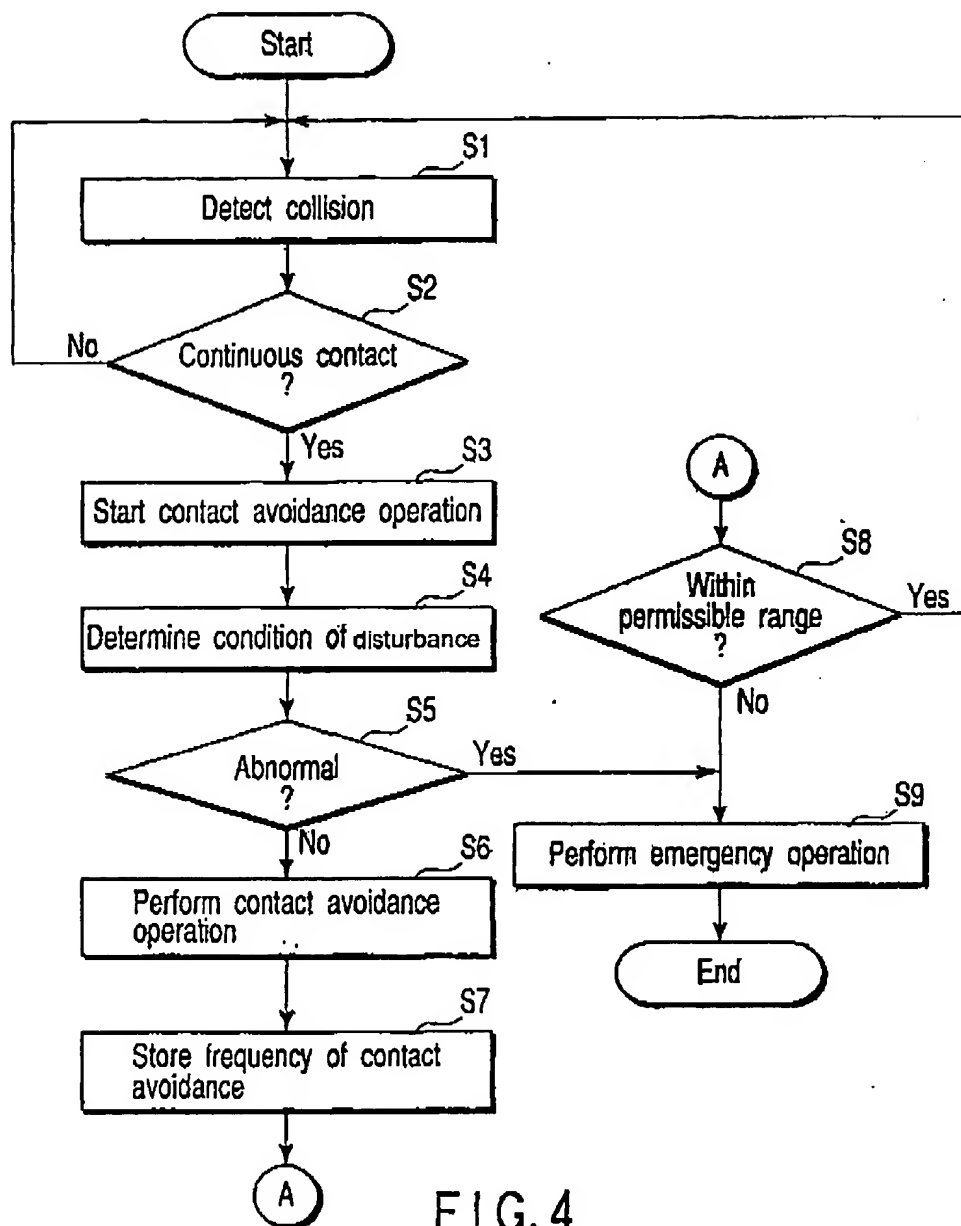 Start
S1
Detect collision
S2
No
Continuous contact
?
Yes
S3
Start contact avoidance operation
S4
Determine condition of disturbance
S5
Abnormal
?
Yes
No
S6
Perform contact avoidance
operation
S7
Store frequency of contact
avoidance
A
A
S8
Within
permissible range
?
Yes
No
S9
Perform emergency operation
End
FIG. 4